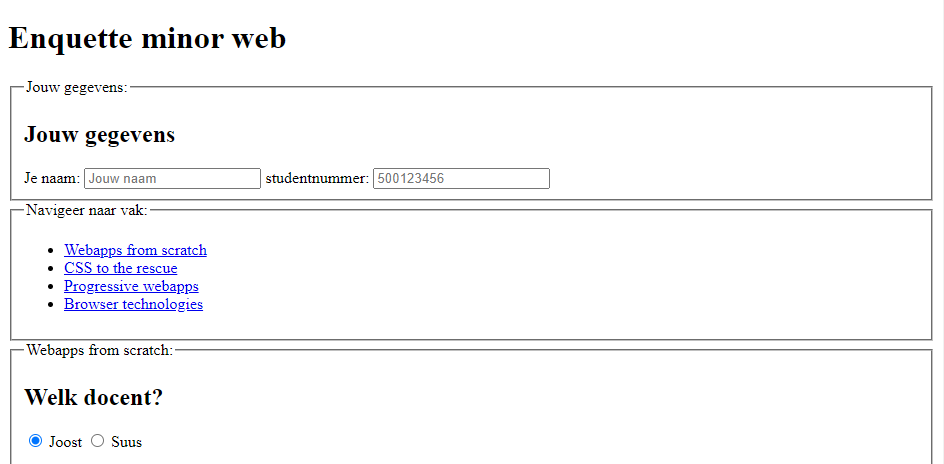 Enquette minor web
Jouw gegevens:
Jouw gegevens
Je naam: Jouw naam studentnummer: 500123456
Navigeer naar vak:
Webapps from scratch
CSS to the rescue
Progressive webapps
Browser technologies
Webapps from scratch:
Welk docent?
Joost Suus